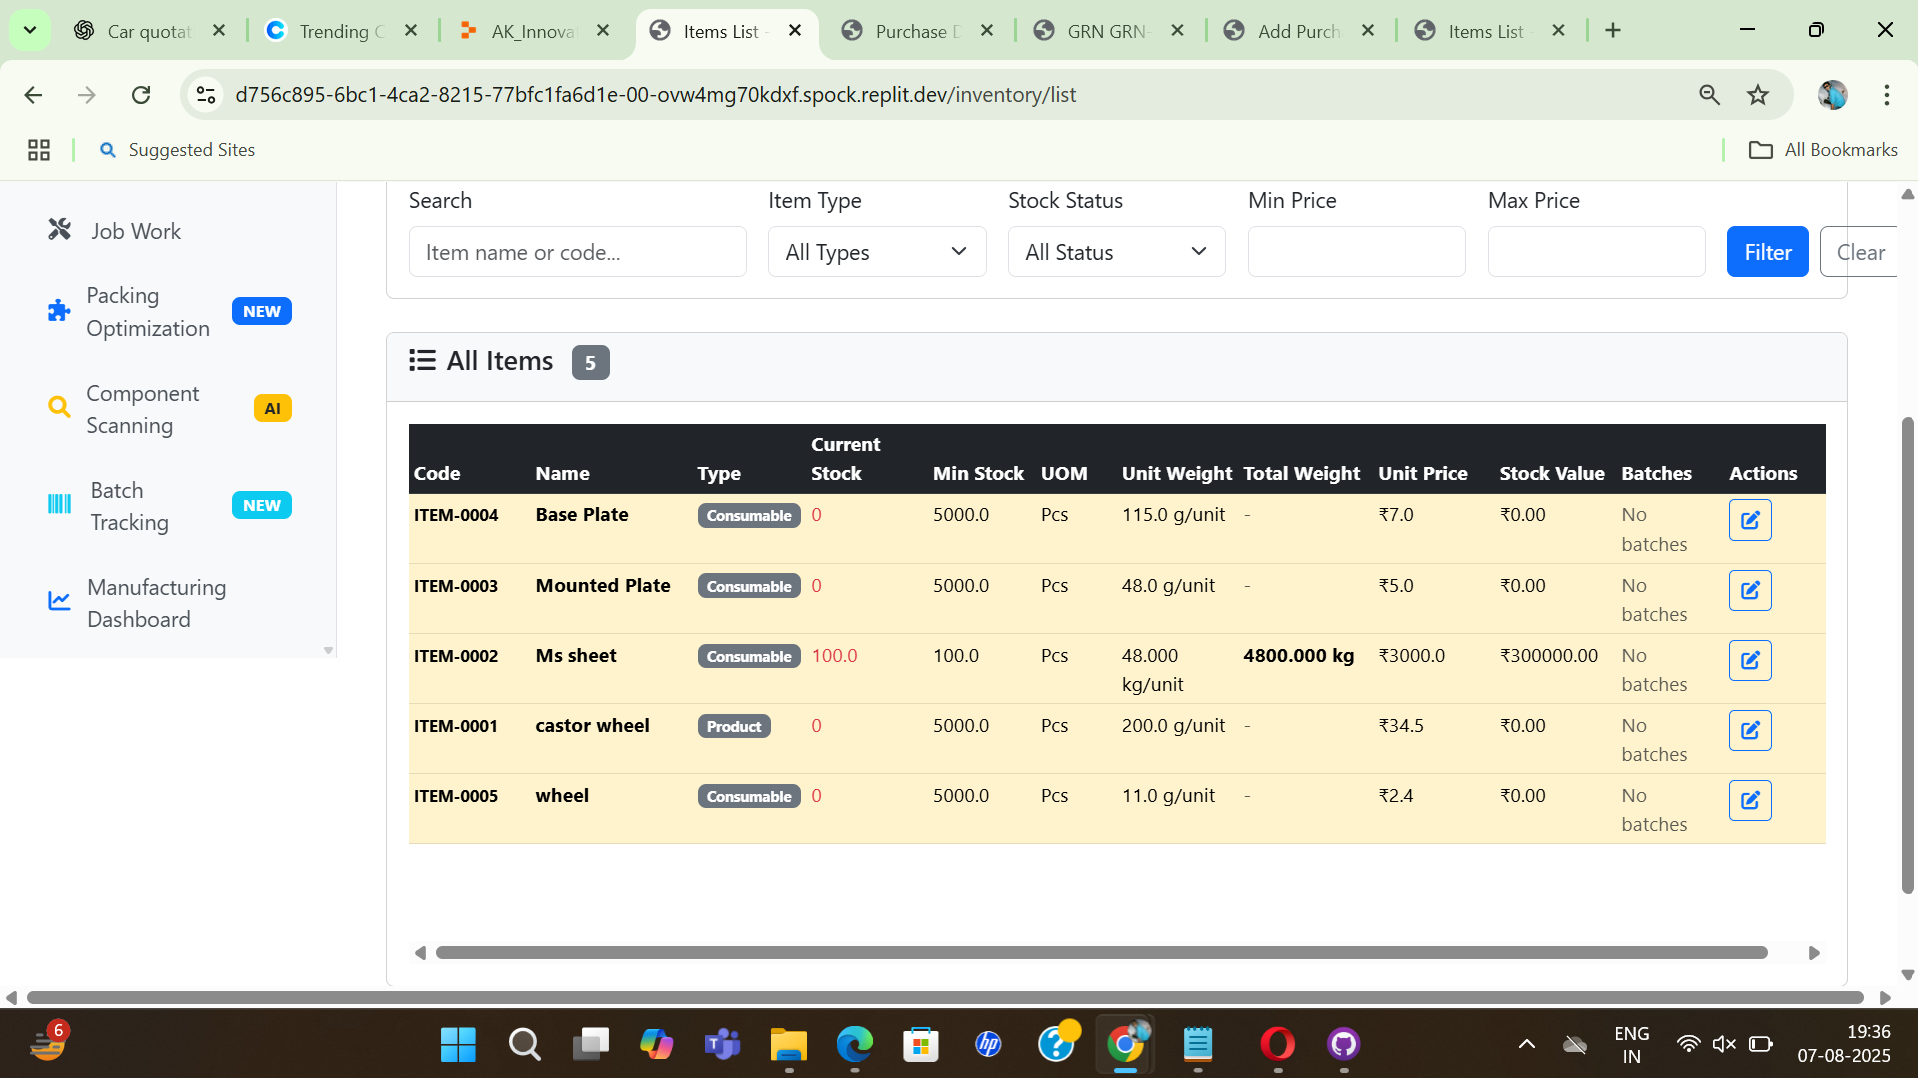 Car quotat
Trending C
AK_Innova
Items List -
Purchase D
GRN GRN-
Add Purch
Items List -
d756c895-6bc1-4ca2-8215-77bfc1fa6d1e-00-ovw4mg70kdxf.spock.replit.dev/inventory/list
Suggested Sites
All Bookmarks
Job Work
Packing
Optimization
NEW
Component
Scanning
AI
Batch
Tracking
NEW
Manufacturing
Dashboard
Search
Item Type
Stock Status
Min Price
Max Price
Item name or code...
All Types
All Status
Filter
Clear
All Items 5
Code Name Type Current Stock Min Stock UOM Unit Weight Total Weight Unit Price Stock Value Batches Actions
ITEM-0004 Base Plate Consumable 0 5000.0 Pcs 115.0 g/unit - ₹7.0 ₹0.00 No batches
ITEM-0003 Mounted Plate Consumable 0 5000.0 Pcs 48.0 g/unit - ₹5.0 ₹0.00 No batches
ITEM-0002 Ms sheet Consumable 100.0 100.0 Pcs 48.000 kg/unit 4800.000 kg ₹3000.0 ₹300000.00 No batches
ITEM-0001 castor wheel Product 0 5000.0 Pcs 200.0 g/unit - ₹34.5 ₹0.00 No batches
ITEM-0005 wheel Consumable 0 5000.0 Pcs 11.0 g/unit - ₹2.4 ₹0.00 No batches
6
T
hp
?
ENG
IN
19:36
07-08-2025